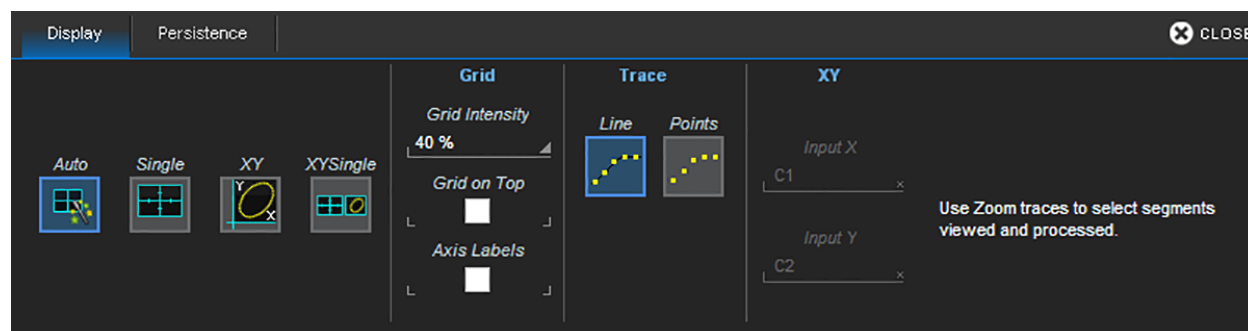 Display
Persistence
CLOSE
Auto
Single
XY
Y
X
XYSingle
Grid
Grid Intensity
40 %
Grid on Top
Axis Labels
Trace
Line
Points
XY
Input X
C1
×
Input Y
C2
×
Use Zoom traces to select segments
viewed and processed.